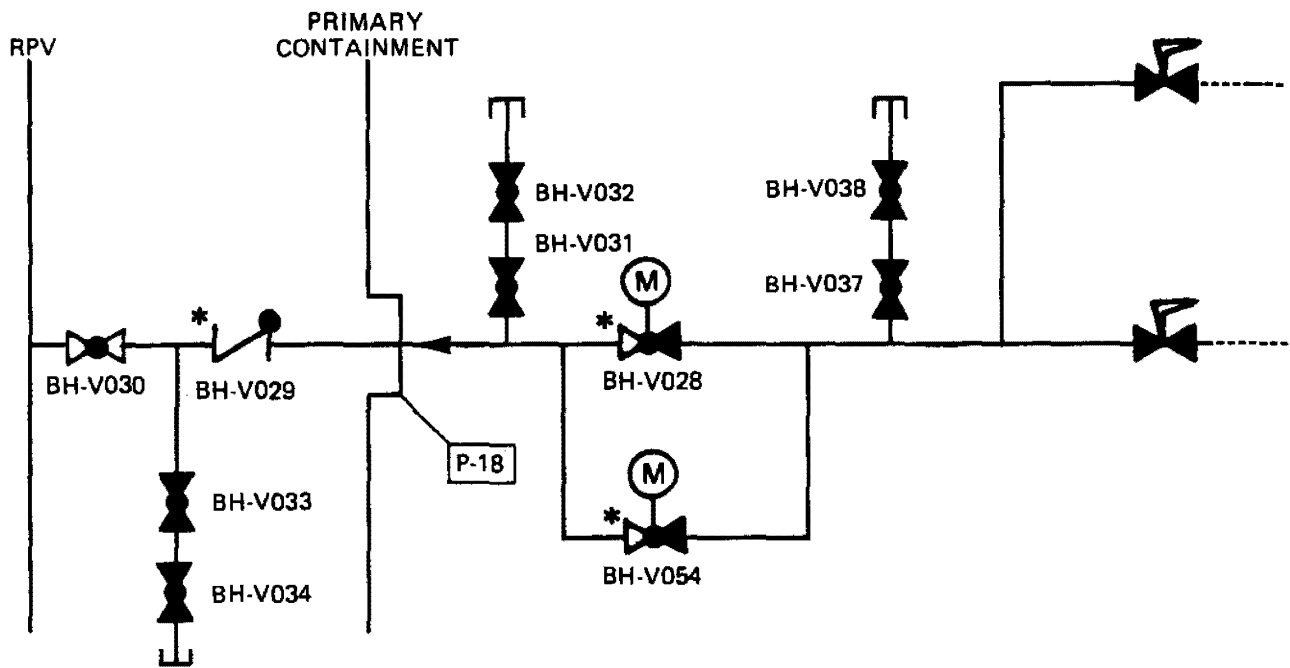 PRIMARY
CONTAINMENT
RPV
BH-V032
BH-V038
BH-V031
M
BH-V037
*
*
BH-V030
BH-V029
BH-V028
P-18
M
BH-V033
*
BH-V054
BH-V034